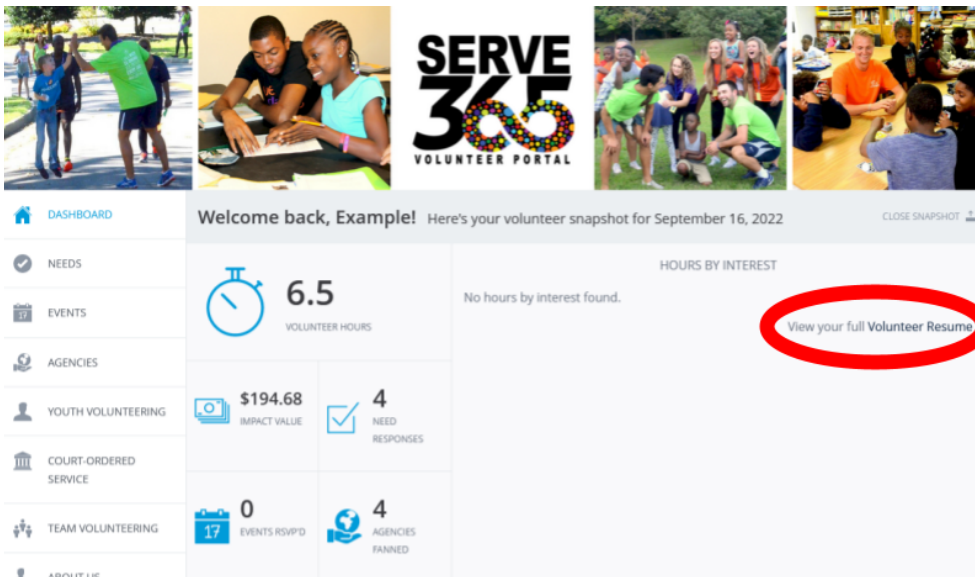 SERVE
365
VOLUNTEER PORTAL
DASHBOARD
Welcome back, Example! Here's your volunteer snapshot for September 16, 2022
CLOSE SNAPSHOT
NEEDS
EVENTS
AGENCIES
YOUTH VOLUNTEERING
COURT-ORDERED
SERVICE
TEAM VOLUNTEERING
ABOUT US
6.5
VOLUNTEER HOURS
$194.68
IMPACT VALUE
4
NEED
RESPONSES
17
0
EVENTS RSVP'D
4
AGENCIES
FANNED
HOURS BY INTEREST
No hours by interest found.
View your full Volunteer Resume